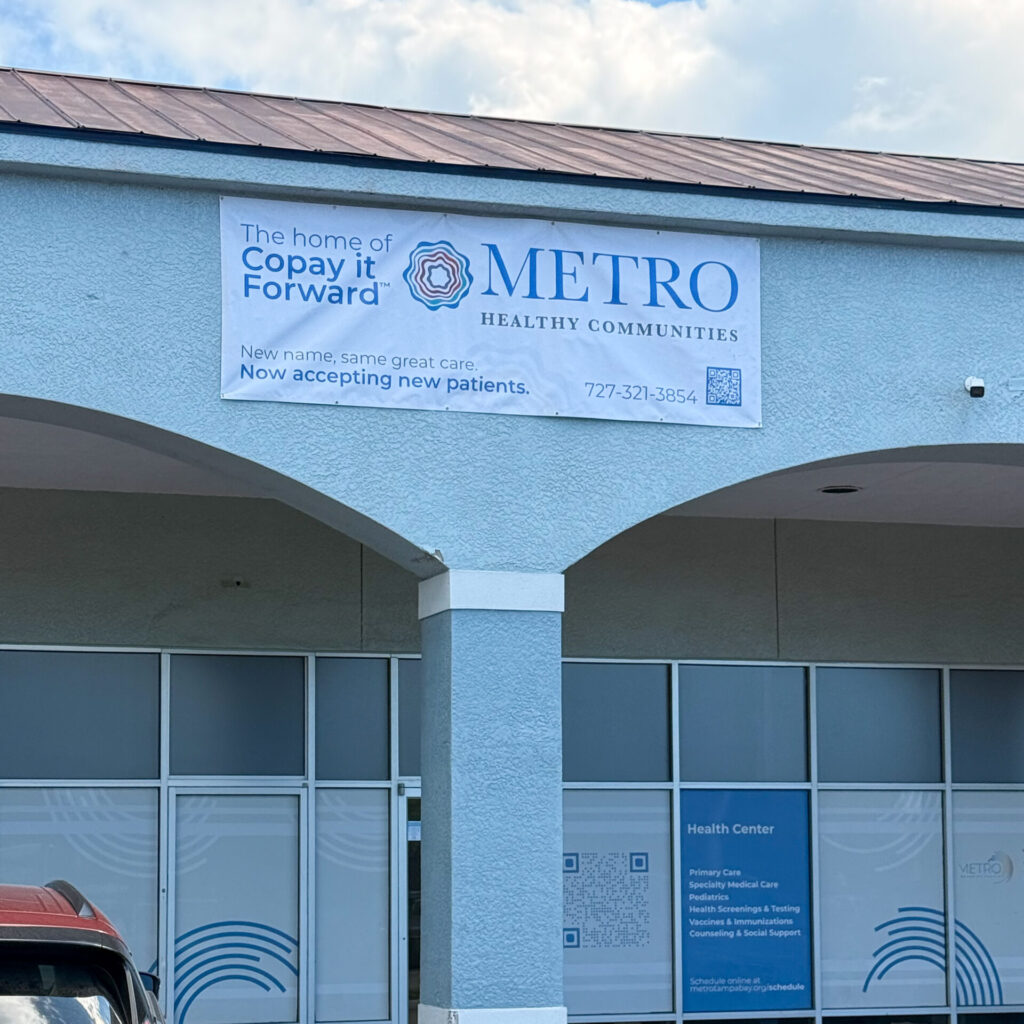 The home of
Copay it
Forward™
METRO
HEALTHY COMMUNITIES
New name, same great care.
Now accepting new patients.
727-321-3854
Health Center
Primary Care
Specialty Medical Care
Pediatrics
Health Screenings & Testing
Vaccines & Immunizations
Counseling & Social Support
Schedule online at
metrotampabay.org/schedule
METRO